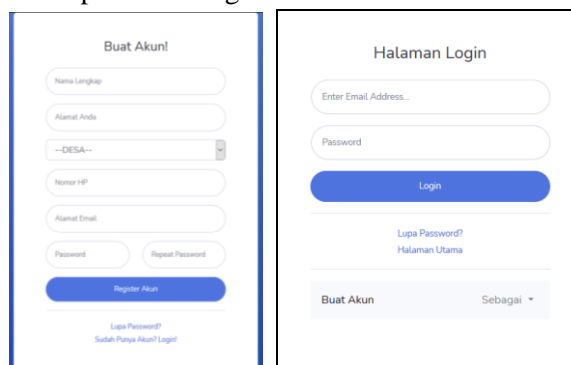 Buat Akun!
Nama Lengkap
Alamat Anda
--DESA--
Nomor HP
Alamat Email
Password
Repeat Password
Register Akun
Lupa Password?
Sudah Punya Akun? Login!
Halaman Login
Enter Email Address...
Password
Login
Lupa Password?
Halaman Utama
Buat Akun
Sebagai